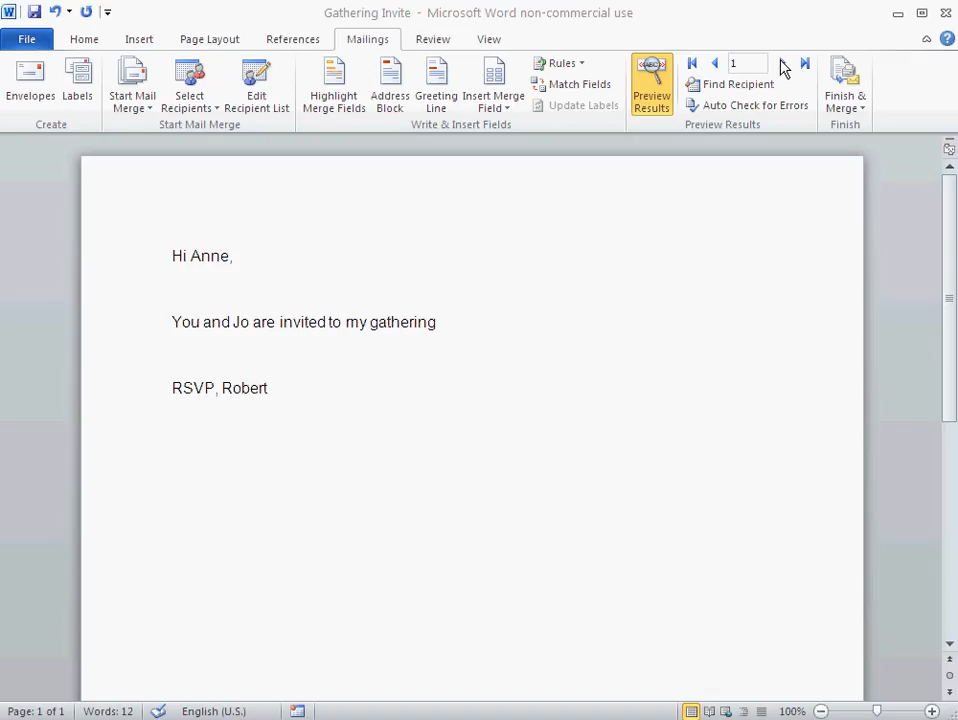 Gathering Invite - Microsoft Word non-commercial use
File Home Insert Page Layout References Mailings Review View
Envelopes Labels
Create
Start Mail Merge
Select Recipients
Edit Recipient List
Start Mail Merge
Highlight Merge Fields
Address Block
Greeting Line
Insert Merge Field
Rules
Match Fields
Update Labels
Write & Insert Fields
ABC
Preview Results
1
Find Recipient
Auto Check for Errors
Preview Results
Finish & Merge
Finish
Hi Anne,
You and Jo are invited to my gathering
RSVP, Robert
Page: 1 of 1 Words: 12 English (U.S.) 100%